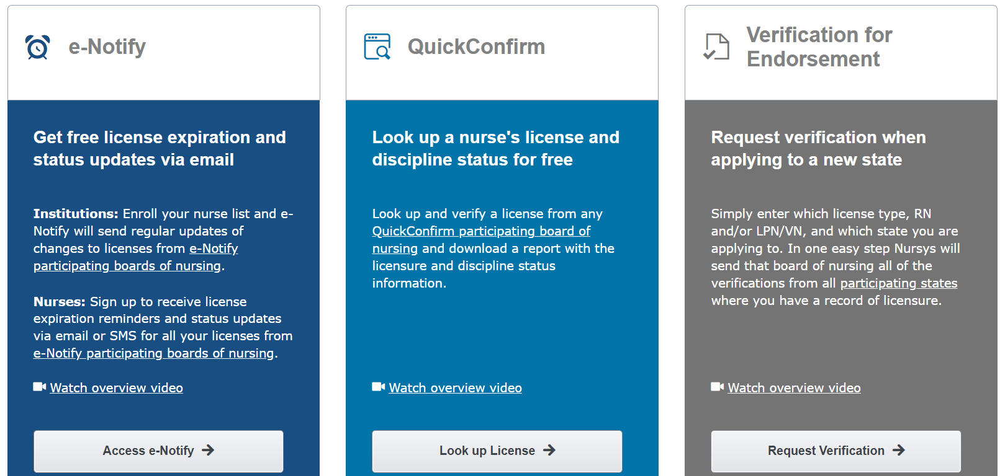 e-Notify
Get free license expiration and
status updates via email
Institutions: Enroll your nurse list and e-
Notify will send regular updates of
changes to licenses from e-Notify
participating boards of nursing.
Nurses: Sign up to receive license
expiration reminders and status updates
via email or SMS for all your licenses from
e-Notify participating boards of nursing.
Watch overview video
Access e-Notify
QuickConfirm
Look up a nurse's license and
discipline status for free
Look up and verify a license from any
QuickConfirm participating board of
nursing and download a report with the
licensure and discipline status
information.
Watch overview video
Look up License
Verification for
Endorsement
Request verification when
applying to a new state
Simply enter which license type, RN
and/or LPN/VN, and which state you are
applying to. In one easy step Nursys will
send that board of nursing all of the
verifications from all participating states
where you have a record of licensure.
Watch overview video
Request Verification